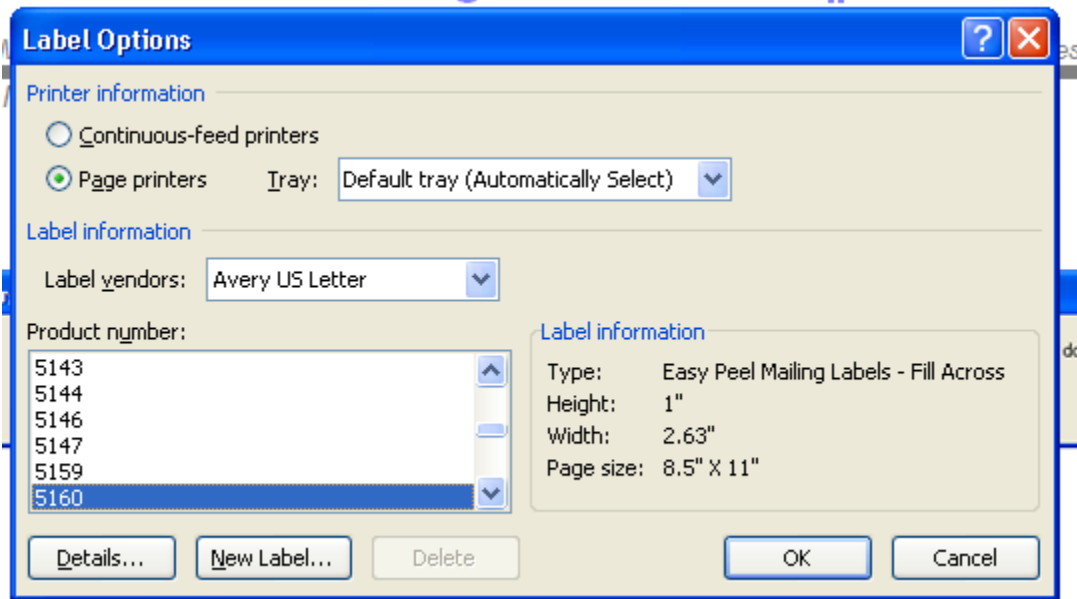 Label Options
Printer information
Continuous-feed printers
Page printers Tray: Default tray (Automatically Select)
Label information
Label vendors: Avery US Letter
Product number:
5143
5144
5146
5147
5159
5160
Label information
Type: Easy Peel Mailing Labels - Fill Across
Height: 1"
Width: 2.63"
Page size: 8.5" X 11"
Details... New Label... Delete OK Cancel